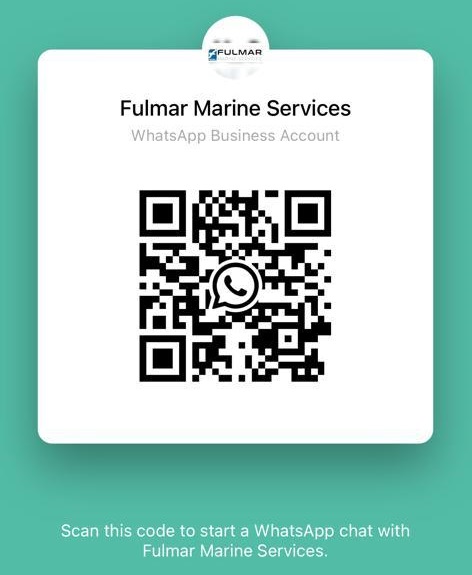 FULMAR
Fulmar Marine Services
WhatsApp Business Account
Scan this code to start a WhatsApp chat with
Fulmar Marine Services.